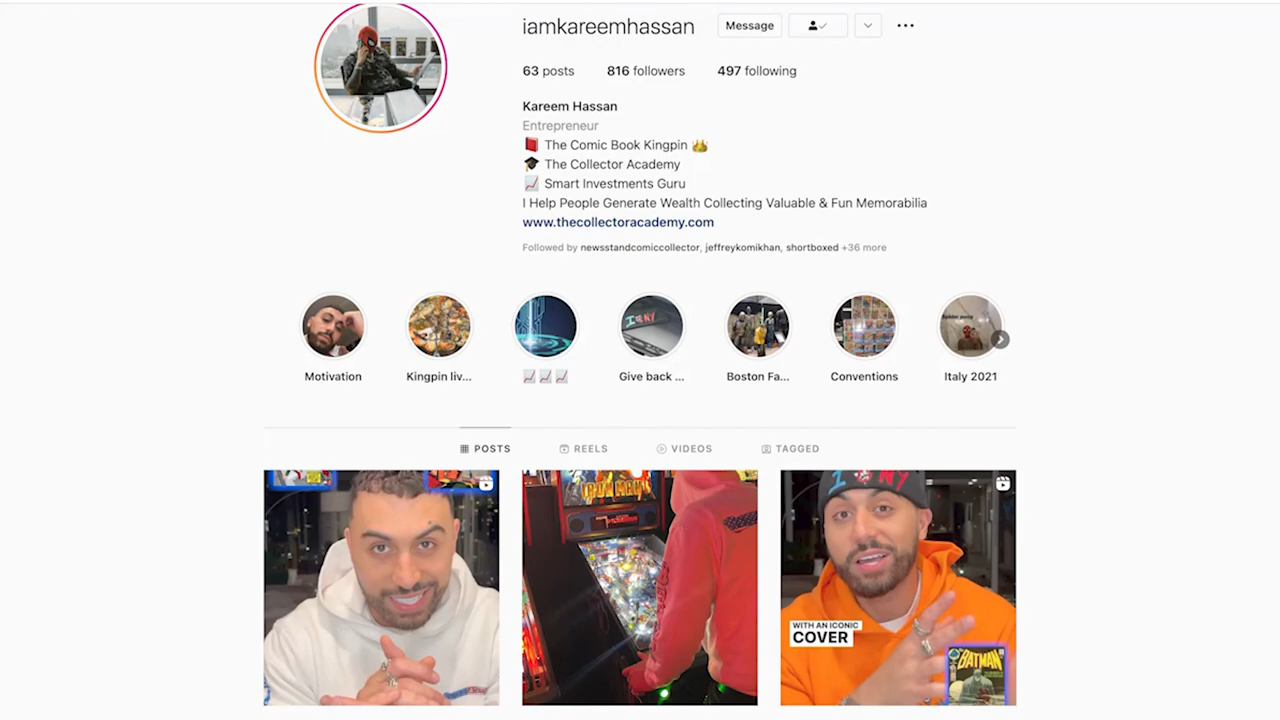 iamkareemhassan
Message
63 posts 816 followers 497 following
Kareem Hassan
Entrepreneur
📕 The Comic Book Kingpin 👑
🎓 The Collector Academy
📈 Smart Investments Guru
I Help People Generate Wealth Collecting Valuable & Fun Memorabilia
www.thecollectoracademy.com
Followed by newsstandcomiccollector, jeffreykomikhan, shortboxed +36 more
Motivation Kingpin liv... 📈📈📈 Give back ... Boston Fa... Conventions Italy 2021
POSTS REELS VIDEOS TAGGED
IRON MAN
I NY
WITH AN ICONIC
COVER
BATMAN